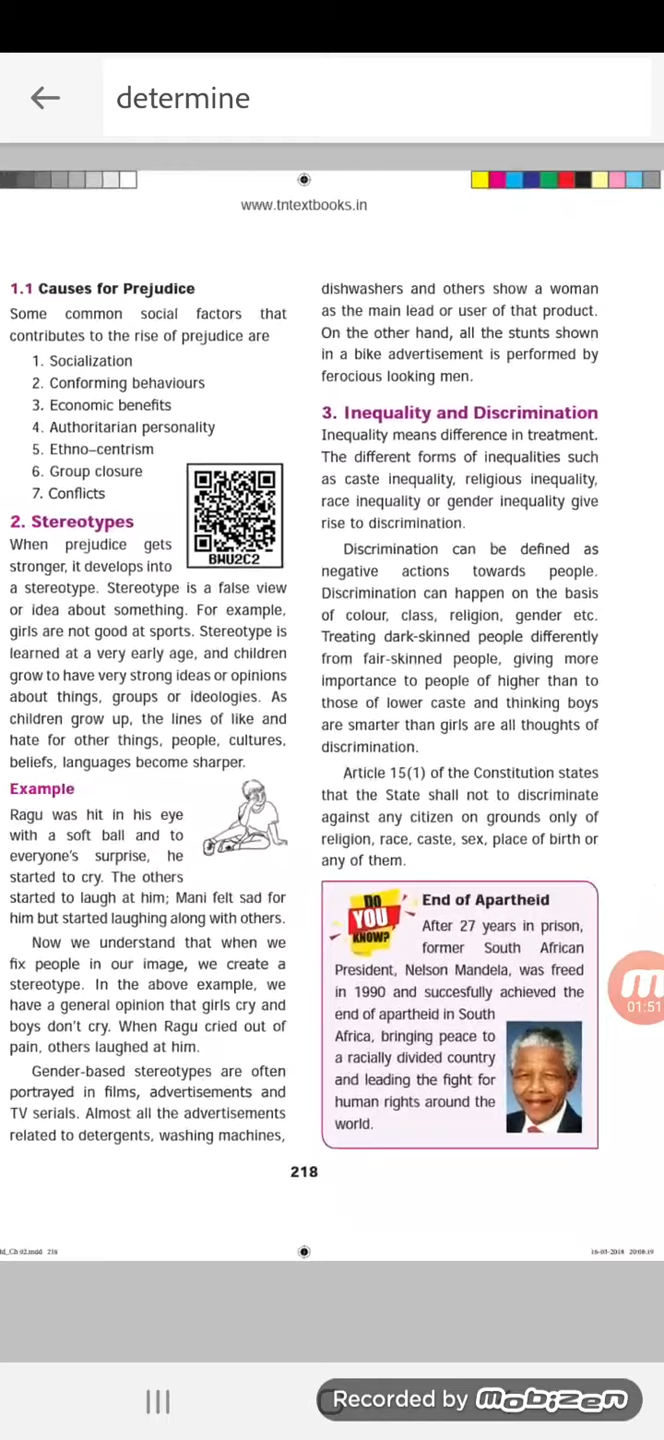 determine
www.tntextbooks.in
1.1 Causes for Prejudice
Some common social factors that
contributes to the rise of prejudice are
1. Socialization
2. Conforming behaviours
3. Economic benefits
4. Authoritarian personality
5. Ethno–centrism
6. Group closure
7. Conflicts
BWU2C2
2. Stereotypes
When prejudice gets
stronger, it develops into
a stereotype. Stereotype is a false view
or idea about something. For example,
girls are not good at sports. Stereotype is
learned at a very early age, and children
grow to have very strong ideas or opinions
about things, groups or ideologies. As
children grow up, the lines of like and
hate for other things, people, cultures,
beliefs, languages become sharper.
Example
Ragu was hit in his eye
with a soft ball and to
everyone's surprise, he
started to cry. The others
started to laugh at him; Mani felt sad for
him but started laughing along with others.
Now we understand that when we
fix people in our image, we create a
stereotype. In the above example, we
have a general opinion that girls cry and
boys don't cry. When Ragu cried out of
pain, others laughed at him.
Gender-based stereotypes are often
portrayed in films, advertisements and
TV serials. Almost all the advertisements
related to detergents, washing machines,
dishwashers and others show a woman
as the main lead or user of that product.
On the other hand, all the stunts shown
in a bike advertisement is performed by
ferocious looking men.
3. Inequality and Discrimination
Inequality means difference in treatment.
The different forms of inequalities such
as caste inequality, religious inequality,
race inequality or gender inequality give
rise to discrimination.
Discrimination can be defined as
negative actions towards people.
Discrimination can happen on the basis
of colour, class, religion, gender etc.
Treating dark-skinned people differently
from fair-skinned people, giving more
importance to people of higher than to
those of lower caste and thinking boys
are smarter than girls are all thoughts of
discrimination.
Article 15(1) of the Constitution states
that the State shall not to discriminate
against any citizen on grounds only of
religion, race, caste, sex, place of birth or
any of them.
DO
YOU
KNOW?
End of Apartheid
After 27 years in prison,
former South African
President, Nelson Mandela, was freed
in 1990 and succesfully achieved the
end of apartheid in South
Africa, bringing peace to
a racially divided country
and leading the fight for
human rights around the
world.
01:51
218
16-03-2018 20:08:19
Recorded by mobizen